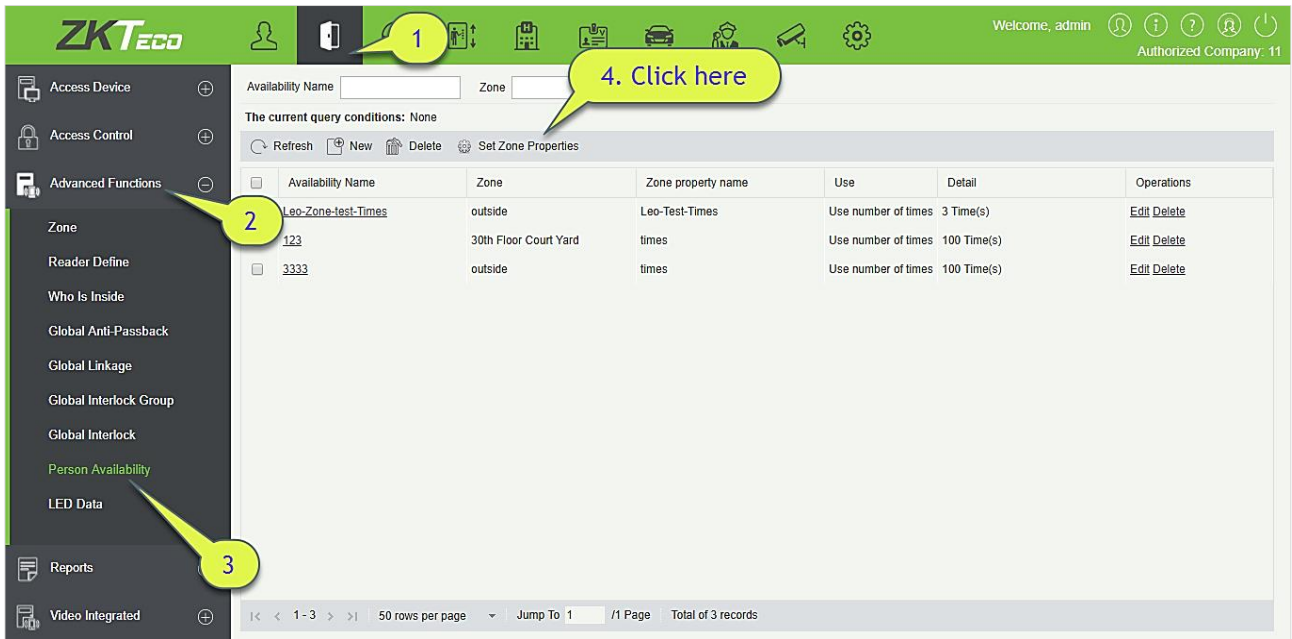 ZKTeco
1
Welcome, admin
Authorized Company: 11
Access Device
Availability Name
Zone
4. Click here
The current query conditions: None
Access Control
Refresh
New
Delete
Set Zone Properties
Advanced Functions
2
Availability Name
Zone
Zone property name
Use
Detail
Operations
Leo-Zone-test-Times
outside
Leo-Test-Times
Use number of times
3 Time(s)
Edit Delete
123
30th Floor Court Yard
times
Use number of times
100 Time(s)
Edit Delete
3333
outside
times
Use number of times
100 Time(s)
Edit Delete
Zone
Reader Define
Who Is Inside
Global Anti-Passback
Global Linkage
Global Interlock Group
Global Interlock
Person Availability
LED Data
3
Reports
Video Integrated
1-3
50 rows per page
Jump To 1 /1 Page
Total of 3 records